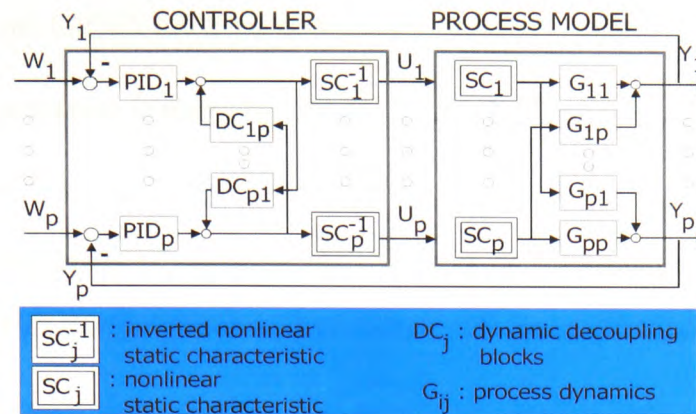 CONTROLLER PROCESS MODEL
Y1 Y1
W1 - PID1 SC1^-1 U1 SC1 G11
DC1p G1p
DCp1 Gp1
Wp PIDp SCp^-1 Up SCp Gpp Yp
-
Yp
SCj^-1 : inverted nonlinear
static characteristic
DCj : dynamic decoupling
blocks
SCj : nonlinear
static characteristic
Gij : process dynamics